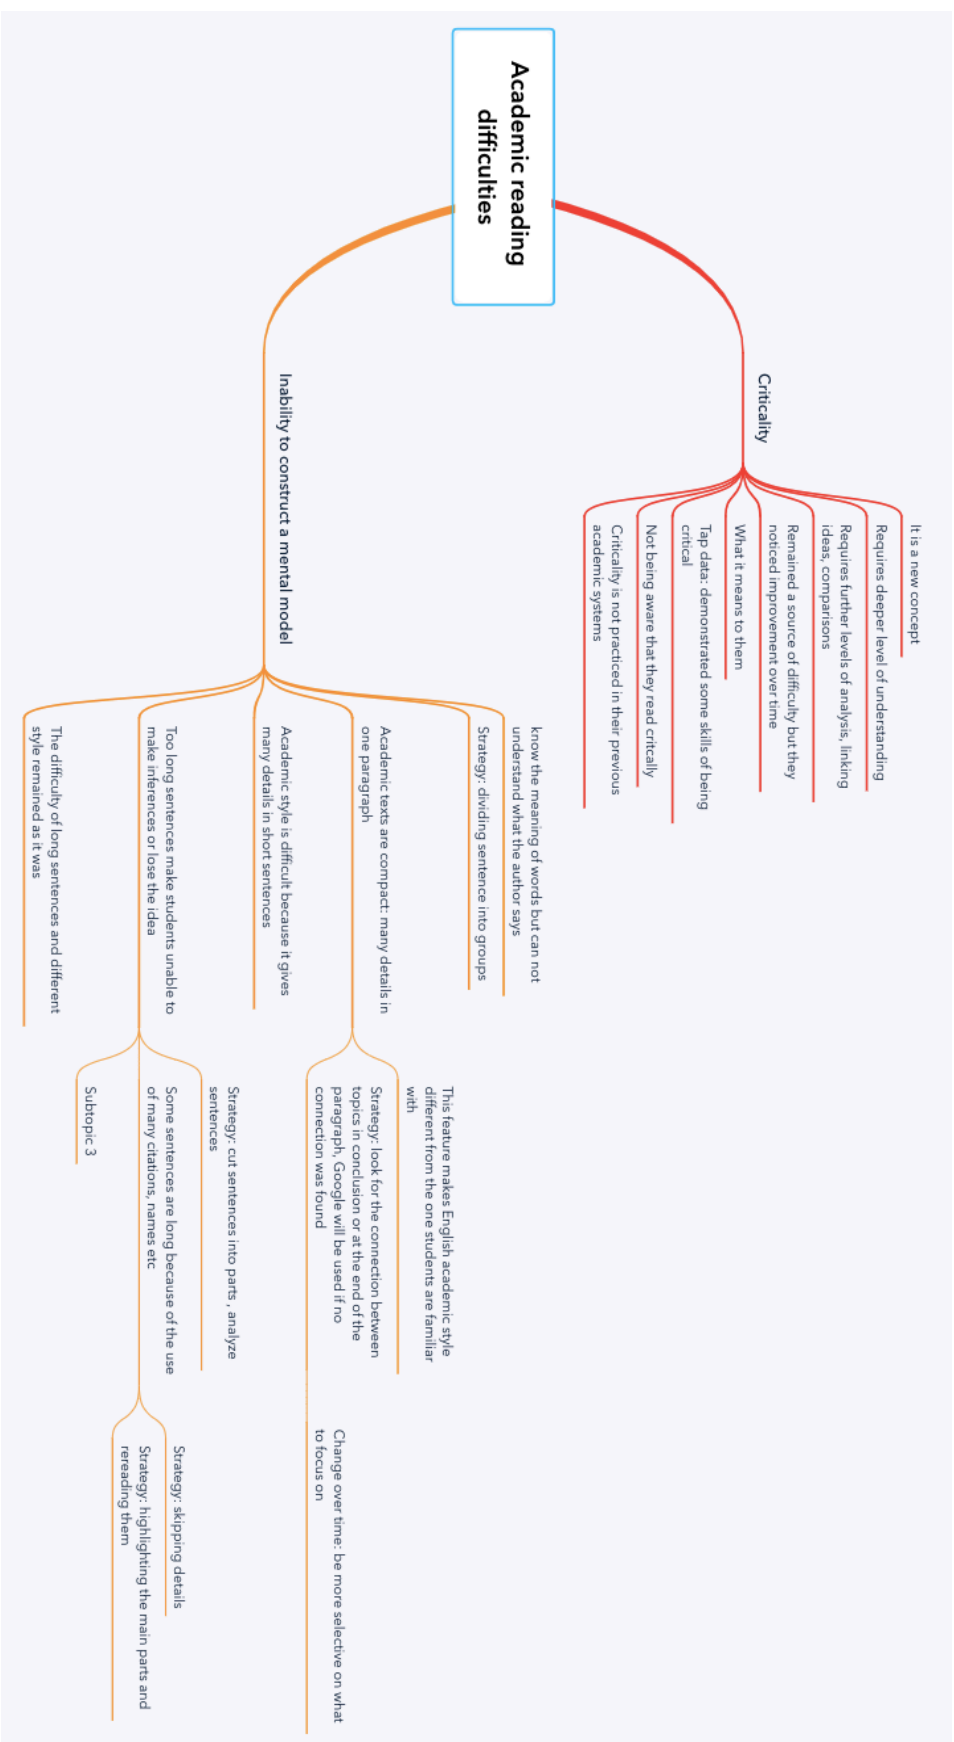 Academic reading
difficulties
Criticality
It is a new concept
Requires deeper level of understanding
Requires further levels of analysis, linking
ideas, comparisons
Remained a source of difficulty but they
noticed improvement over time
What it means to them
Tap data: demonstrated some skills of being
critical
Not being aware that they read critcally
Criticality is not practiced in their previous
academic systems
Inability to construct a mental model
know the meaning of words but can not
understand what the author says
Strategy: dividing sentence into groups
Academic texts are compact: many details in
one paragraph
This feature makes English academic style
different from the one students are familiar
with
Strategy: look for the connection between
topics in conclusion or at the end of the
paragraph, Google will be used if no
connection was found
Change over time: be more selective on what
to focus on
Academic style is difficult because it gives
many details in short sentences
Too long sentences make students unable to
make inferences or lose the idea
Strategy: cut sentences into parts , analyze
sentences
Some sentences are long because of the use
of many citations, names etc
Strategy: skipping details
Strategy: highlighting the main parts and
rereading them
Subtopic 3
The difficulty of long sentences and different
style remained as it was